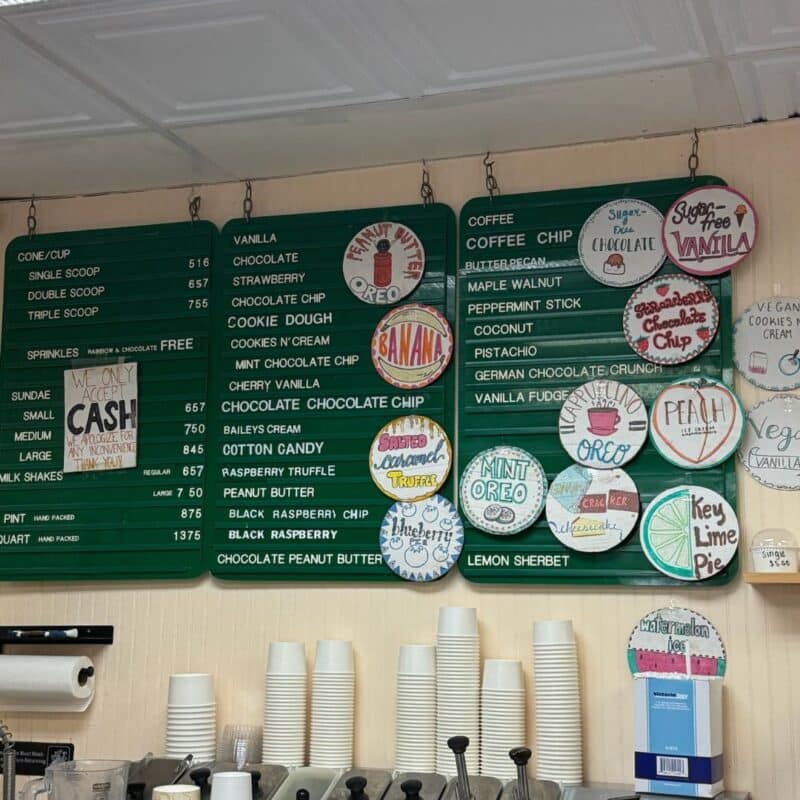 CONE/CUP
SINGLE SCOOP 516
DOUBLE SCOOP 657
TRIPLE SCOOP 755
SPRINKLES RAINBOW & CHOCOLATE FREE
SUNDAE
SMALL 657
MEDIUM 750
LARGE 845
MILK SHAKES REGULAR 657
LARGE 7 50
PINT HAND PACKED 875
QUART HAND PACKED 1375
WE ONLY
ACCEPT
CASH
WE APOLOGIZE FOR
ANY INCONVENIENCE
THANK YOU!
VANILLA
CHOCOLATE
STRAWBERRY
CHOCOLATE CHIP
COOKIE DOUGH
COOKIES N'CREAM
MINT CHOCOLATE CHIP
CHERRY VANILLA
CHOCOLATE CHOCOLATE CHIP
BAILEYS CREAM
COTTON CANDY
RASPBERRY TRUFFLE
PEANUT BUTTER
BLACK RASPBERRY CHIP
BLACK RASPBERRY
CHOCOLATE PEANUT BUTTER
PEANUT BUTTER
OREO
BANANA
SALTED
Caramel
TRUFFLE
blueberry
COFFEE
COFFEE CHIP
BUTTER PECAN
MAPLE WALNUT
PEPPERMINT STICK
COCONUT
PISTACHIO
GERMAN CHOCOLATE CRUNCH
VANILLA FUDGE
LEMON SHERBET
Sugar-
Free
CHOCOLATE
Sugar-
free
VANILLA
Strawberry
Chocolate
Chip
CAPPUCCINO
OREO
PEACH
MINT
OREO
CRACKER
cheesecake
Key
Lime
Pie
VEGAN
COOKIES N
CREAM
Vega
VANILLA
Single
$5.00
watermelon
ice